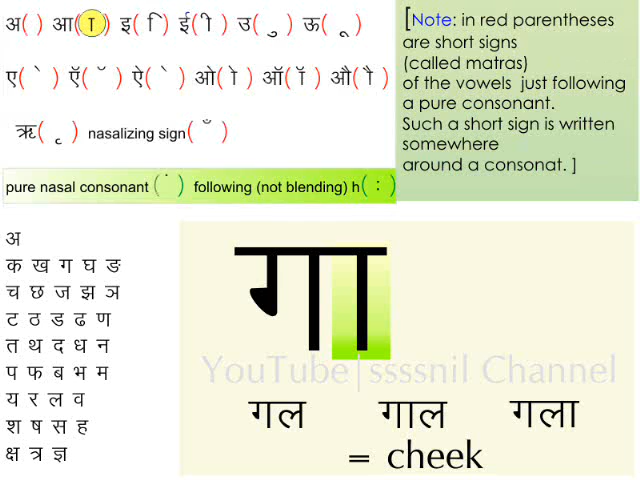 अ( ) आ( ा ) इ( ि ) ई( ी ) उ( ु ) ऊ( ू )
ए( े ) ऍ( ॅ ) ऐ( े ) ओ( ो ) ऑ( ॉ ) औ( ौ )
ऋ( ृ ) nasalizing sign( ँ )
pure nasal consonant ( ं ) following (not blending) h( : )
[Note: in red parentheses
are short signs
(called matras)
of the vowels just following
a pure consonant.
Such a short sign is written
somewhere
around a consonat. ]
अ
क ख ग घ ङ
च छ ज झ ञ
ट ठ ड ढ ण
त थ द ध न
प फ ब भ म
य र ल व
श ष स ह
क्ष त्र ज्ञ
गा
YouTube|ssssnil Channel
गल गाल गला
= cheek